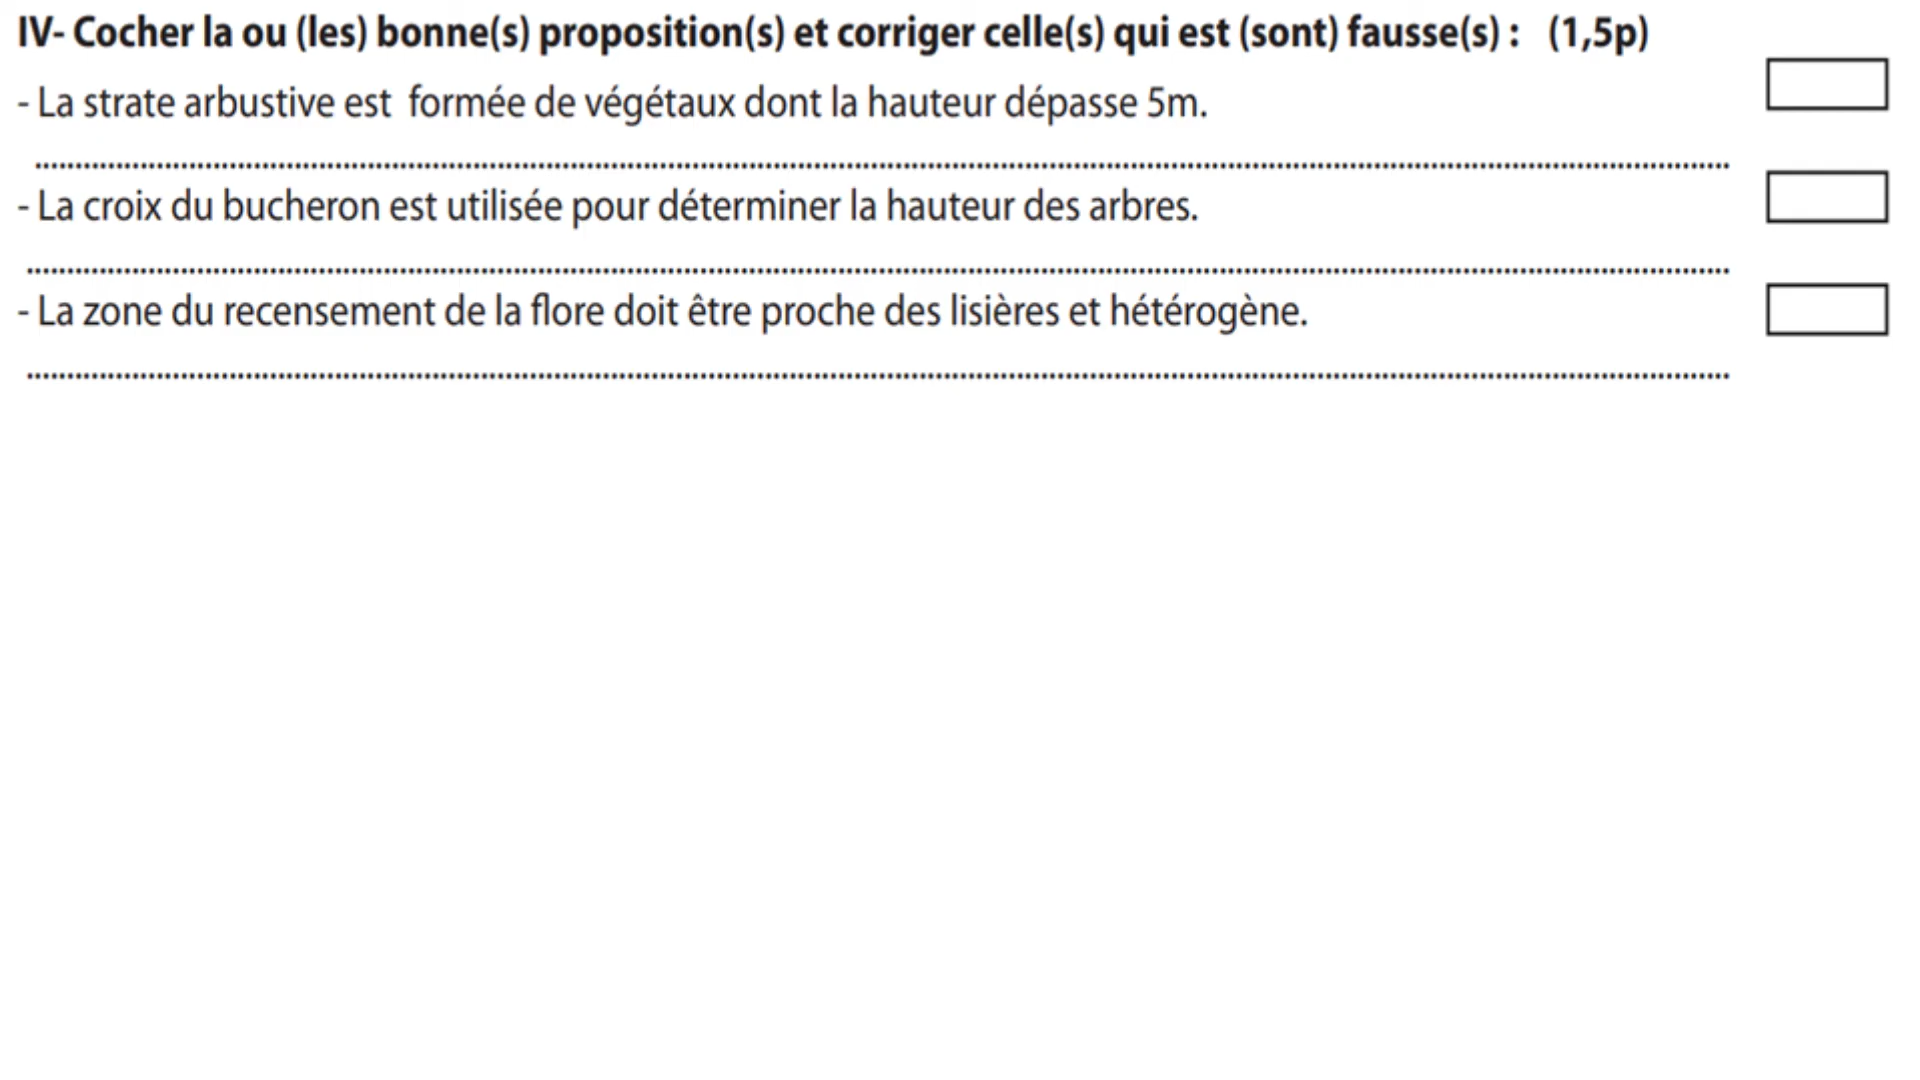 IV- Cocher la ou (les) bonne(s) proposition(s) et corriger celle(s) qui est (sont) fausse(s) : (1,5p)
- La strate arbustive est formée de végétaux dont la hauteur dépasse 5m.
- La croix du bucheron est utilisée pour déterminer la hauteur des arbres.
- La zone du recensement de la flore doit être proche des lisières et hétérogène.